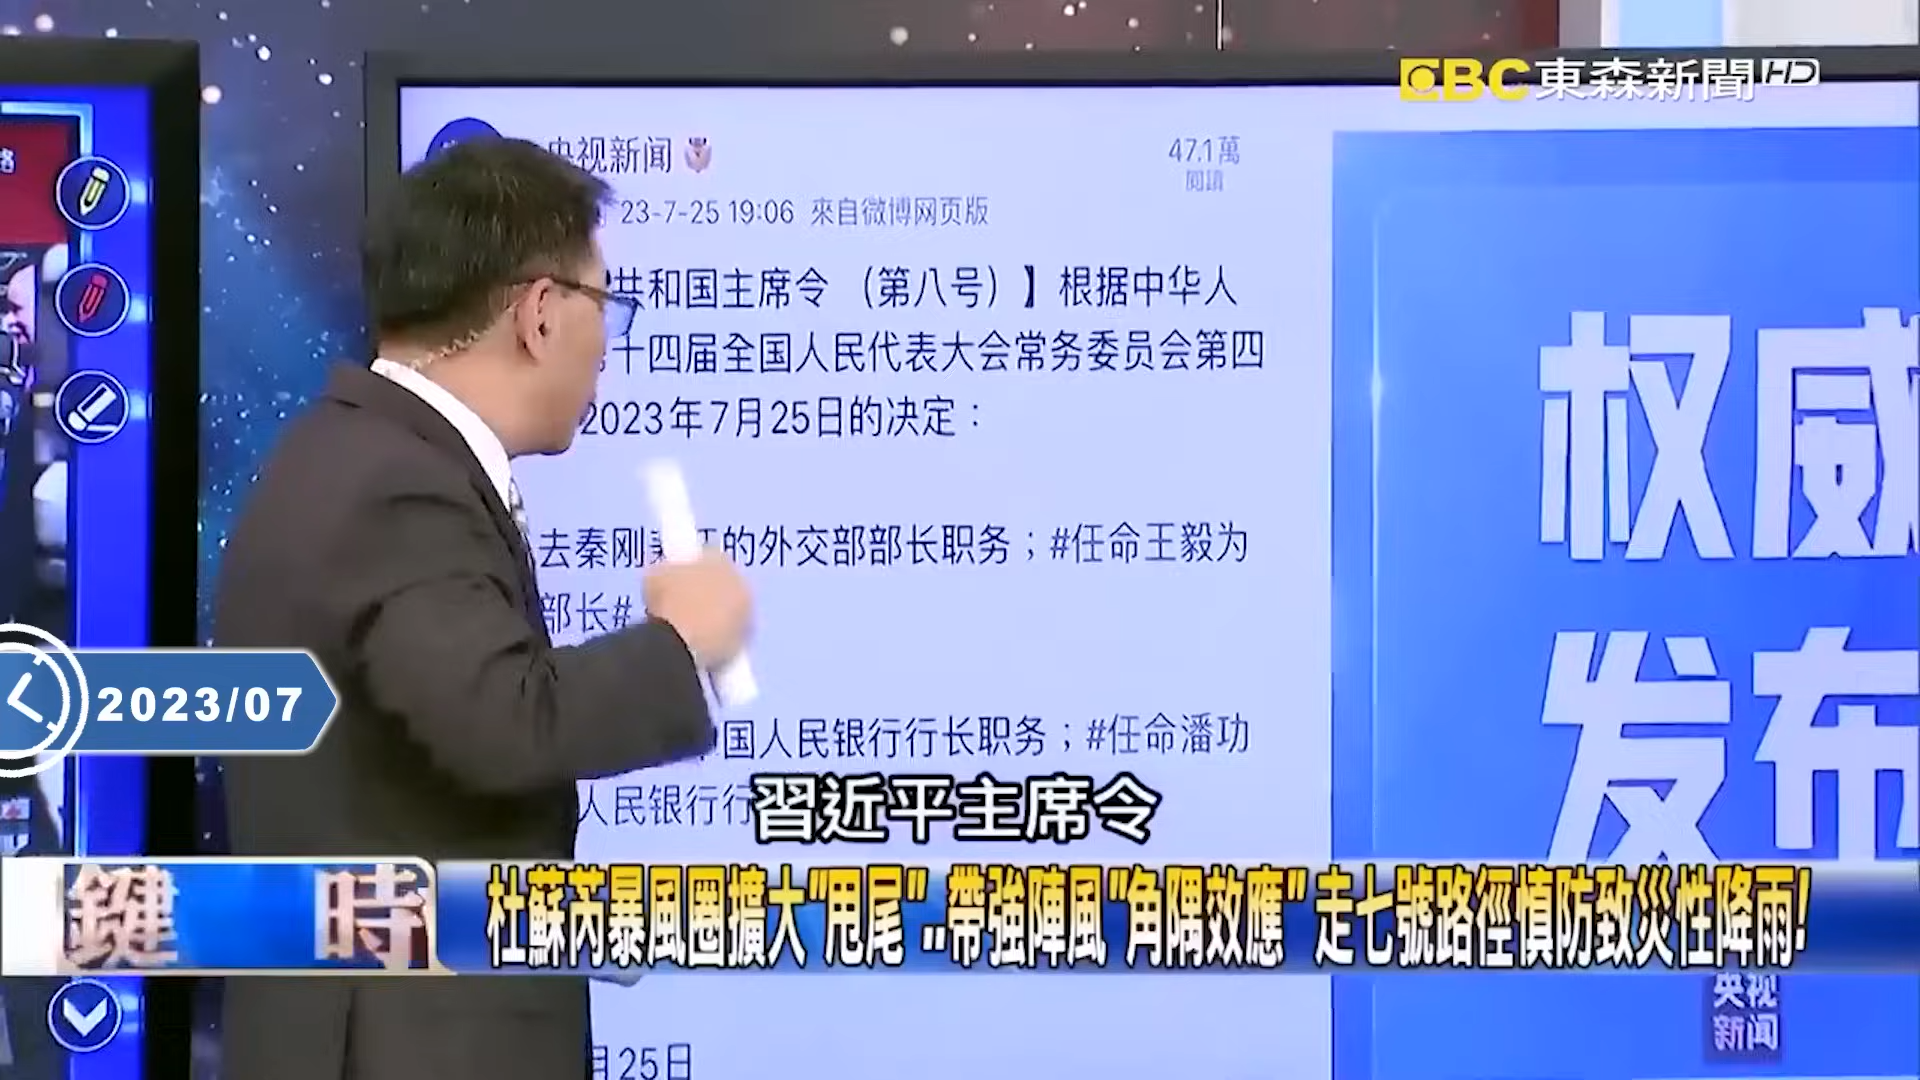 EBC 東森新聞 HD
央视新闻
47.1萬
閱讀
23-7-25 19:06 來自微博网页版
共和国主席令 （第八号）】根据中华人
十四届全国人民代表大会常务委员会第四
2023年7月25日的决定：
去秦刚兼任的外交部部长职务；#任命王毅为
部长#
中国人民银行行长职务；#任命潘功
人民银行行
月25日
权威
发布
央视
新闻
2023/07
習近平主席令
鍵 時
杜蘇芮暴風圈擴大"甩尾"..帶強陣風"角隅效應" 走七號路徑慎防致災性降雨!